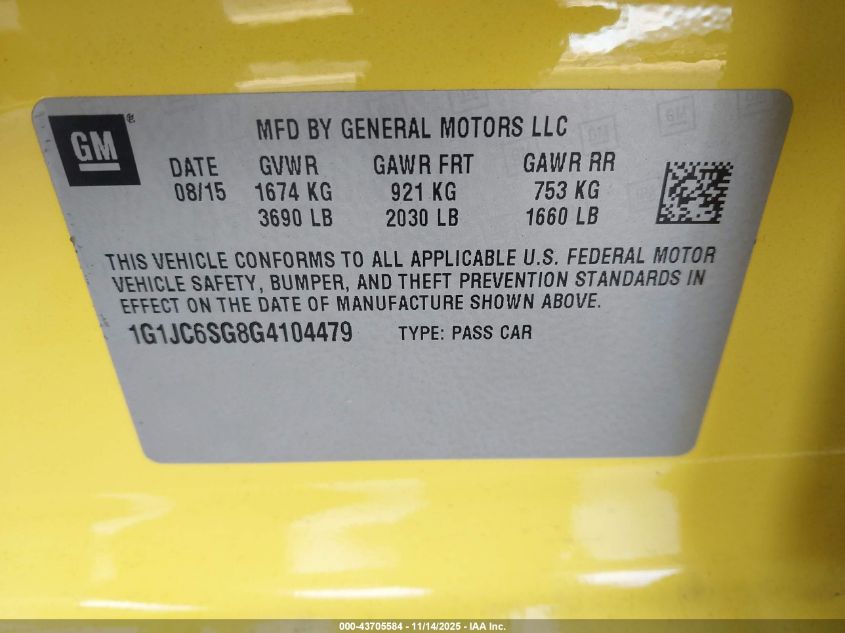 GM ®
MFD BY GENERAL MOTORS LLC
DATE GVWR GAWR FRT GAWR RR
08/15 1674 KG 921 KG 753 KG
3690 LB 2030 LB 1660 LB
THIS VEHICLE CONFORMS TO ALL APPLICABLE U.S. FEDERAL MOTOR
VEHICLE SAFETY, BUMPER, AND THEFT PREVENTION STANDARDS IN
EFFECT ON THE DATE OF MANUFACTURE SHOWN ABOVE.
1G1JC6SG8G4104479 TYPE: PASS CAR
000-43705584 - 11/14/2025 - IAA Inc.